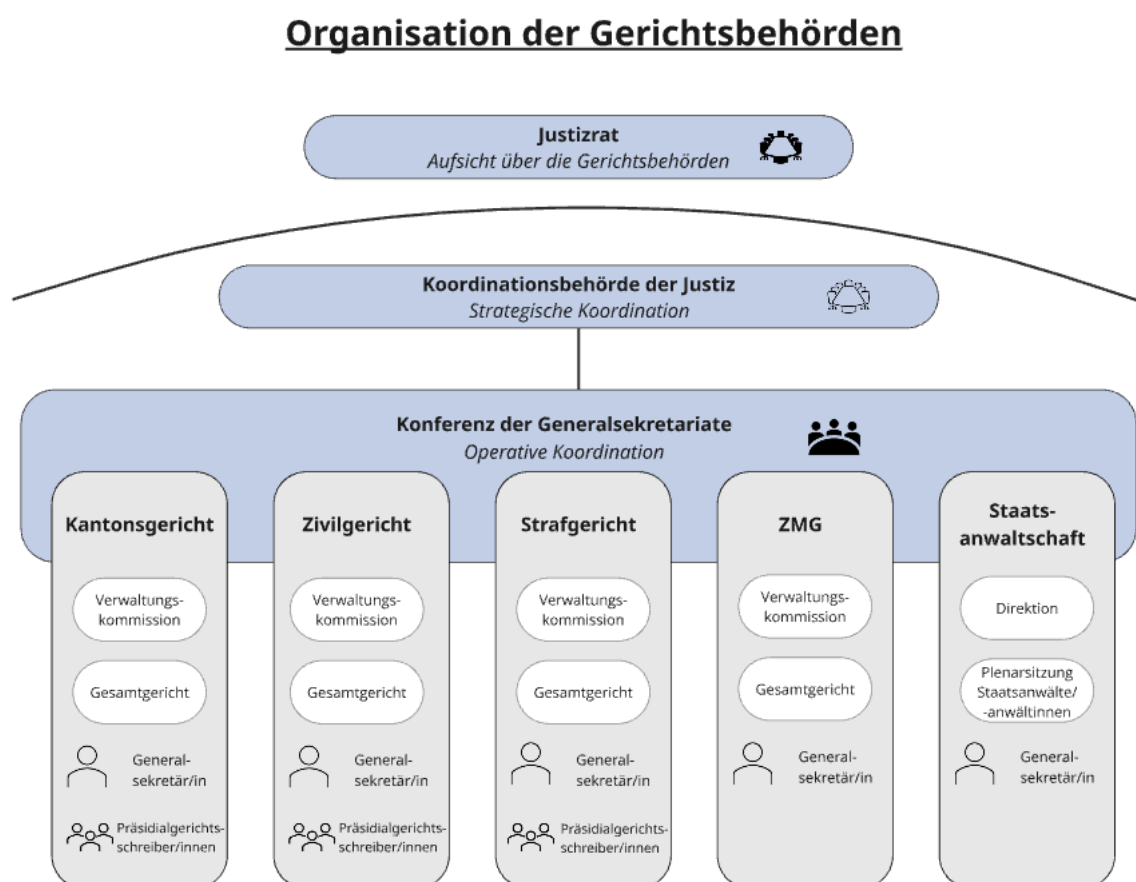 Organisation der Gerichtsbehörden
Justizrat
Aufsicht über die Gerichtsbehörden
Koordinationsbehörde der Justiz
Strategische Koordination
Konferenz der Generalsekretariate
Operative Koordination
Kantonsgericht
Verwaltungs-
kommission
Gesamtgericht
General-
sekretär/in
Präsidialgerichts-
schreiber/innen
Zivilgericht
Verwaltungs-
kommission
Gesamtgericht
General-
sekretär/in
Präsidialgerichts-
schreiber/innen
Strafgericht
Verwaltungs-
kommission
Gesamtgericht
General-
sekretär/in
Präsidialgerichts-
schreiber/innen
ZMG
Verwaltungs-
kommission
Gesamtgericht
General-
sekretär/in
Staats-
anwaltschaft
Direktion
Plenarsitzung
Staatsanwälte/
-anwältinnen
General-
sekretär/in